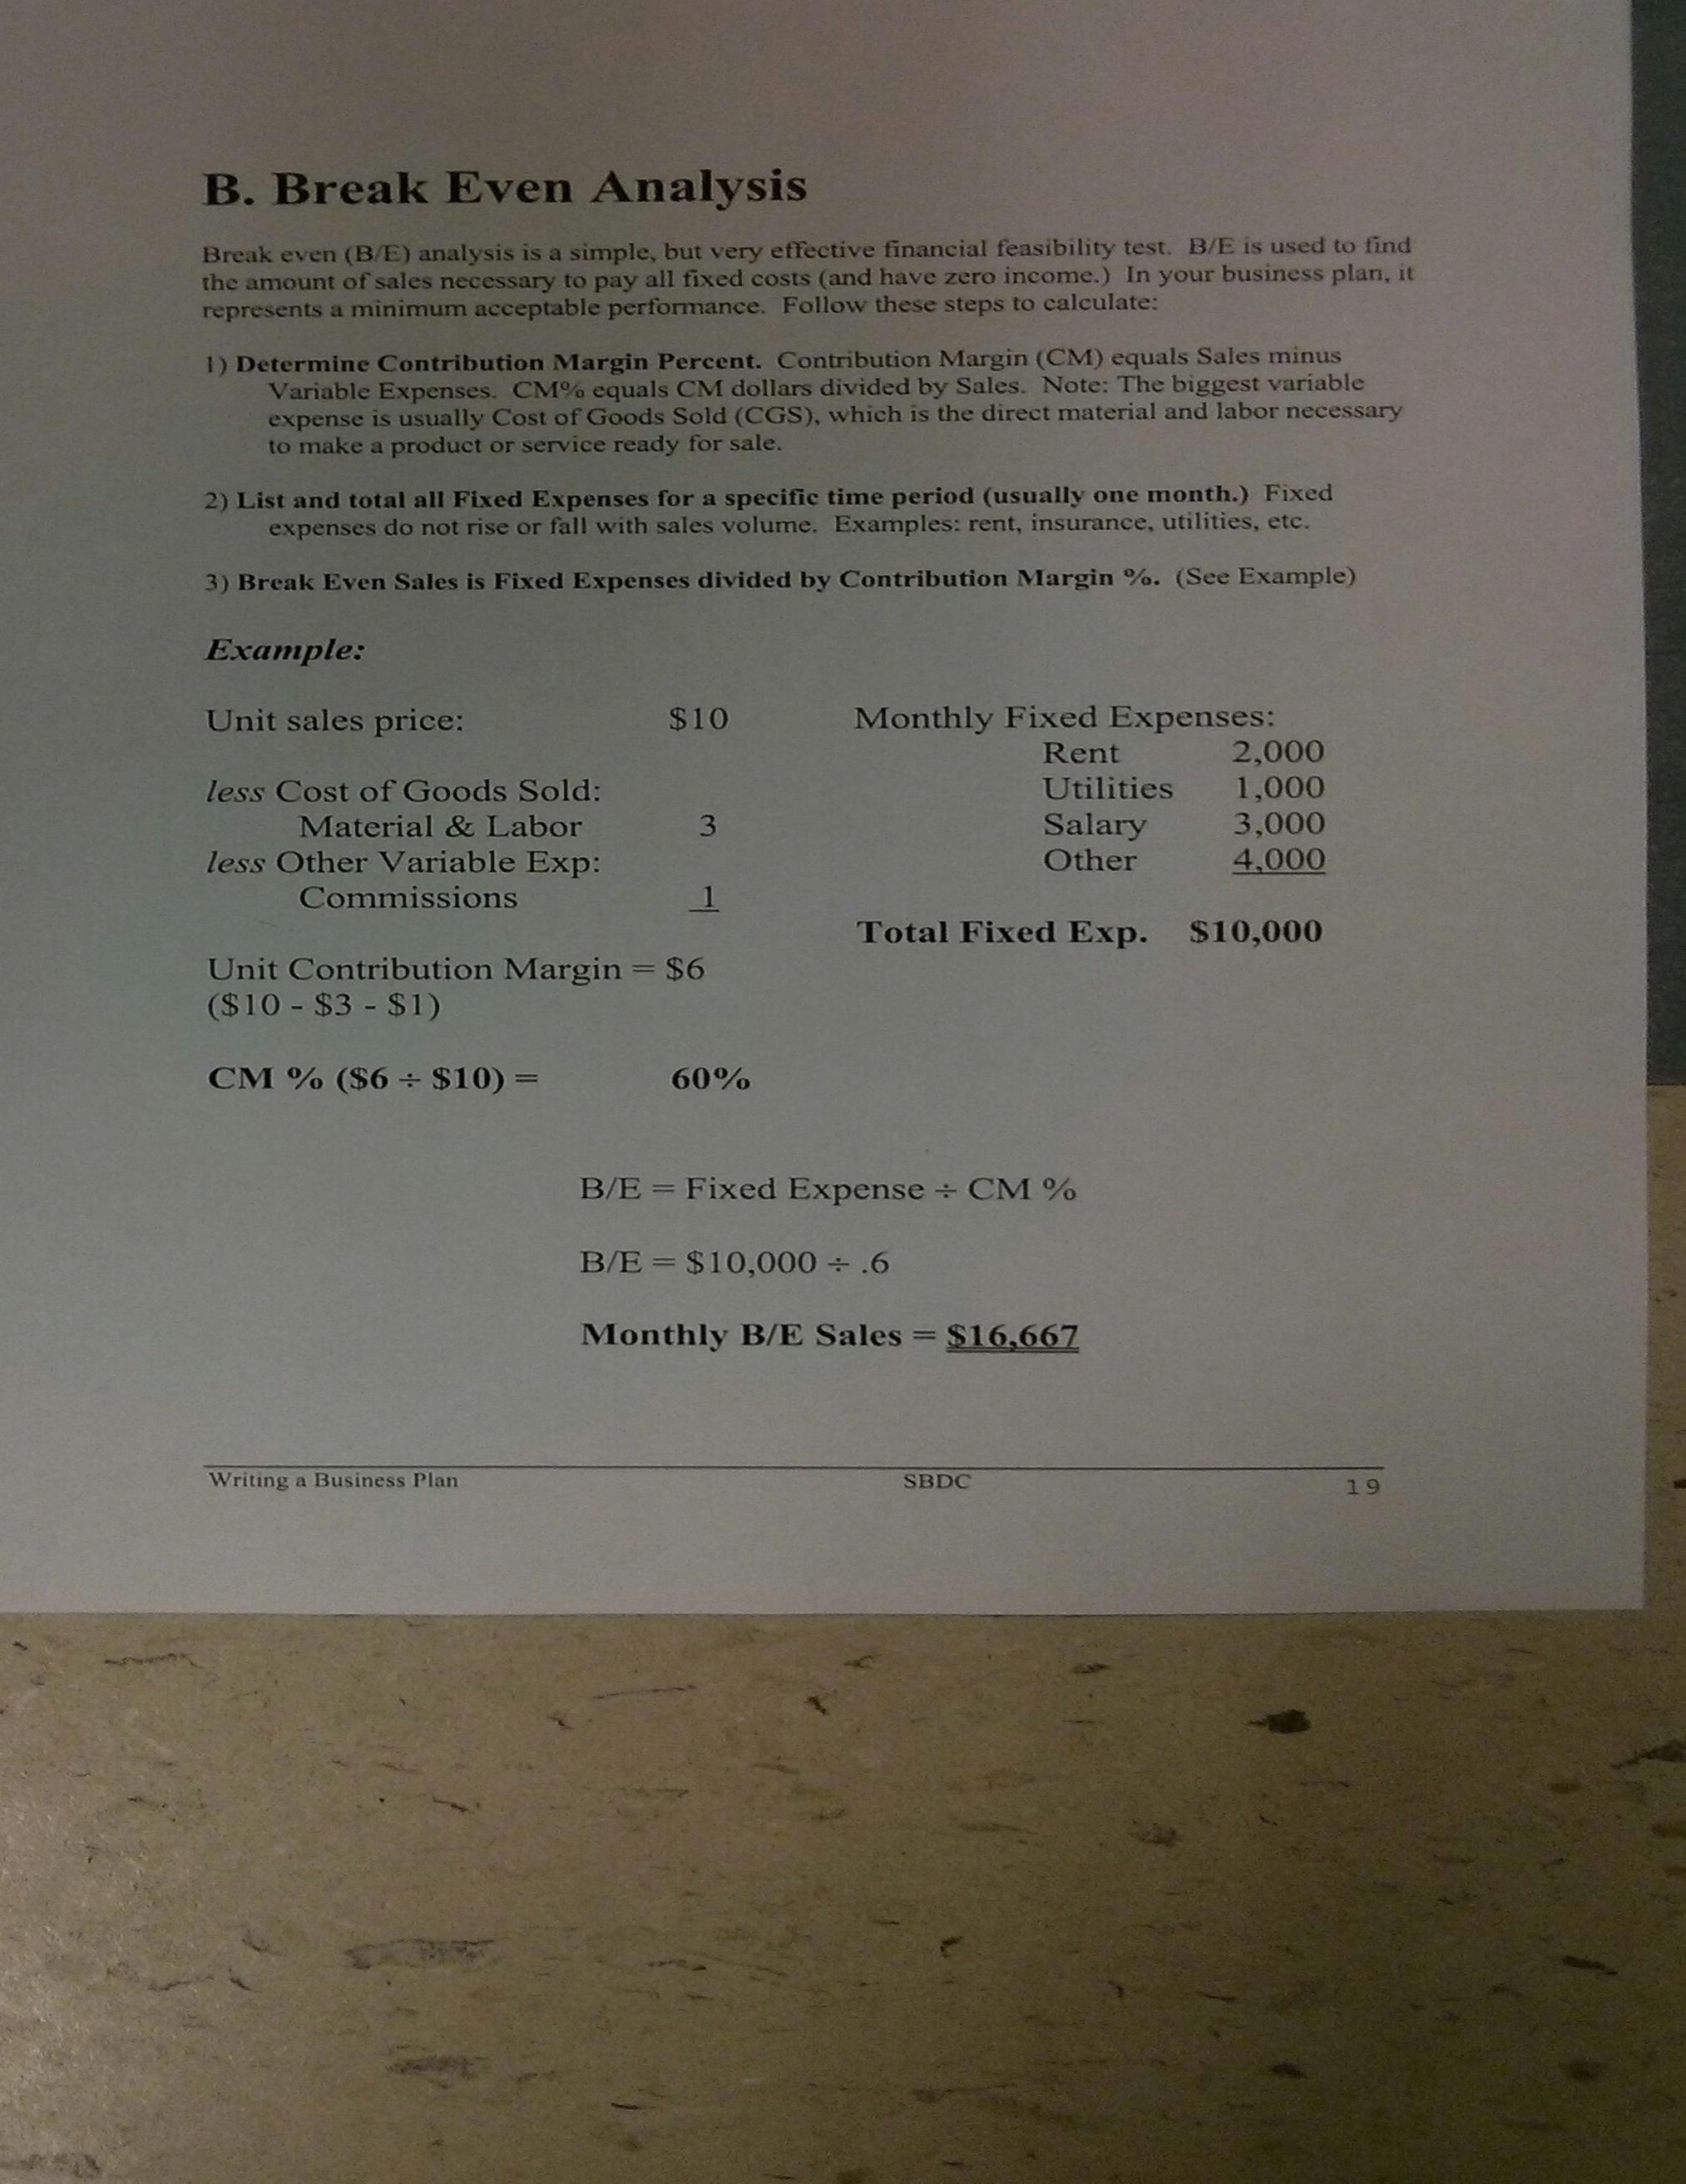 B. Break Even Analysis
Break even (B/E) analysis is a simple, but very effective financial feasibility test. B/E is used to find
the amount of sales necessary to pay all fixed costs (and have zero income.) In your business plan, it
represents a minimum acceptable performance. Follow these steps to calculate:
1) Determine Contribution Margin Percent. Contribution Margin (CM) equals Sales minus
Variable Expenses. CM% equals CM dollars divided by Sales. Note: The biggest variable
expense is usually Cost of Goods Sold (CGS), which is the direct material and labor necessary
to make a product or service ready for sale.
2) List and total all Fixed Expenses for a specific time period (usually one month.) Fixed
expenses do not rise or fall with sales volume. Examples: rent, insurance, utilities, etc.
3) Break Even Sales is Fixed Expenses divided by Contribution Margin %. (See Example)
Example:
Unit sales price: $10
less Cost of Goods Sold:
Material & Labor 3
less Other Variable Exp:
Commissions 1
Unit Contribution Margin = $6
($10 - $3 - $1)
CM % ($6 ÷ $10) = 60%
Monthly Fixed Expenses:
Rent 2,000
Utilities 1,000
Salary 3,000
Other 4,000
Total Fixed Exp. $10,000
B/E = Fixed Expense ÷ CM %
B/E = $10,000 ÷ .6
Monthly B/E Sales = $16,667
Writing a Business Plan SBDC 19